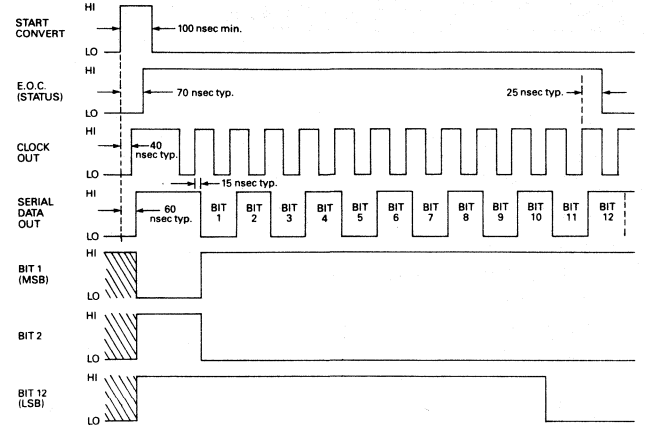 START CONVERT
HI
LO
100 nsec min.
E.O.C. (STATUS)
HI
LO
70 nsec typ.
25 nsec typ.
CLOCK OUT
HI
LO
40 nsec typ.
15 nsec typ.
SERIAL DATA OUT
HI
LO
60 nsec typ.
BIT 1
BIT 2
BIT 3
BIT 4
BIT 5
BIT 6
BIT 7
BIT 8
BIT 9
BIT 10
BIT 11
BIT 12
BIT 1 (MSB)
HI
LO
BIT 2
HI
LO
BIT 12 (LSB)
HI
LO